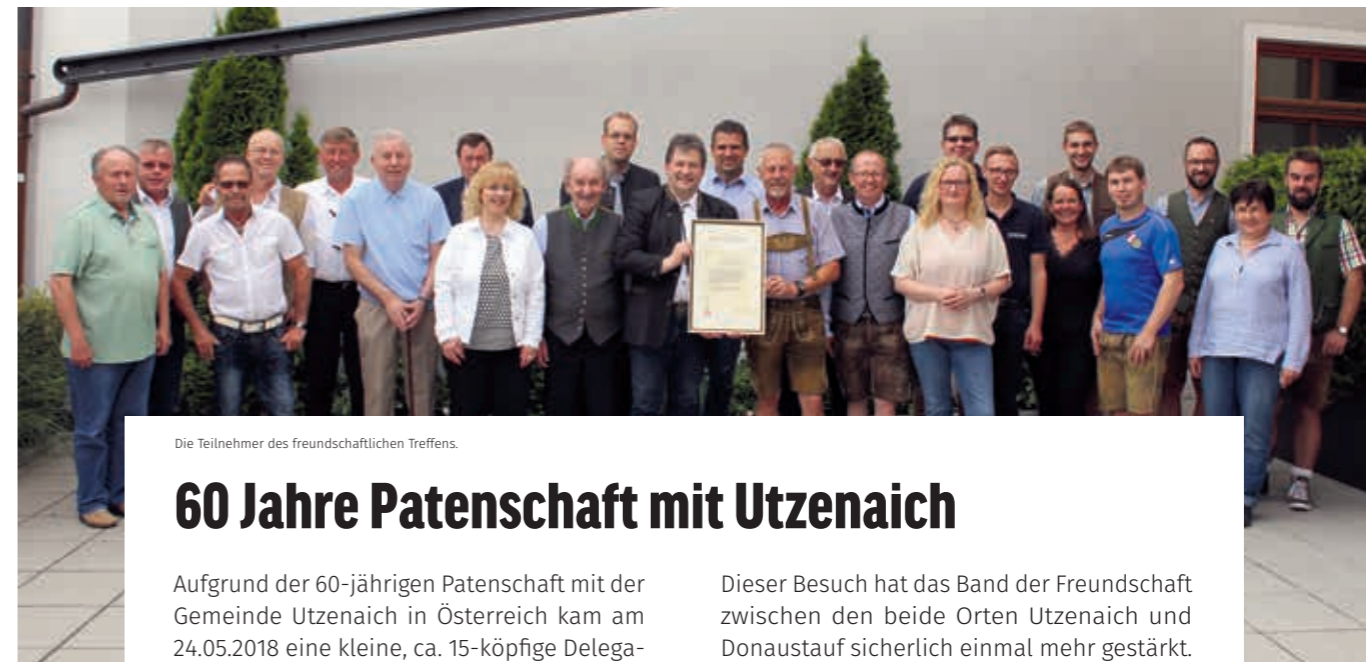 Die Teilnehmer des freundschaftlichen Treffens.
60 Jahre Patenschaft mit Utzenaich
Aufgrund der 60-jährigen Patenschaft mit der
Gemeinde Utzenaich in Österreich kam am
24.05.2018 eine kleine, ca. 15-köpfige Delega-
Dieser Besuch hat das Band der Freundschaft
zwischen den beide Orten Utzenaich und
Donaustauf sicherlich einmal mehr gestärkt.